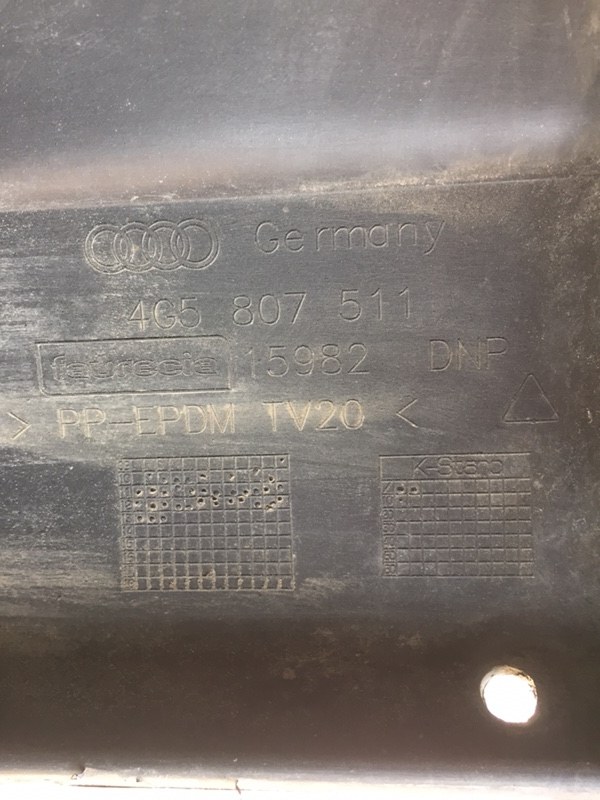 Germany
4G5 807 511
faurecia 15982 DNP
> PP-EPDM TV20 <
K-Stand